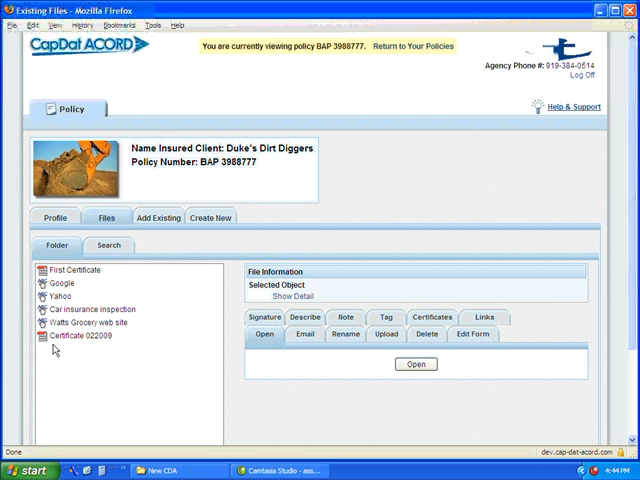 Existing Files - Mozilla Firefox
File Edit View History Bookmarks Tools Help
CapDat ACORD
You are currently viewing policy BAP 3988777. Return to Your Policies
Agency Phone #: 919-384-0514
Log Off
Policy
Help & Support
Name Insured Client: Duke's Dirt Diggers
Policy Number: BAP 3988777
Profile Files Add Existing Create New
Folder Search
First Certificate
Google
Yahoo
Car insurance inspection
Watts Grocery web site
Certificate 022009
File Information
Selected Object
Show Detail
Signature Describe Note Tag Certificates Links
Open Email Rename Upload Delete Edit Form
Open
Done
dev.cap-dat-acord.com
start
New CDA
Camtasia Studio - ass...
4:44 PM